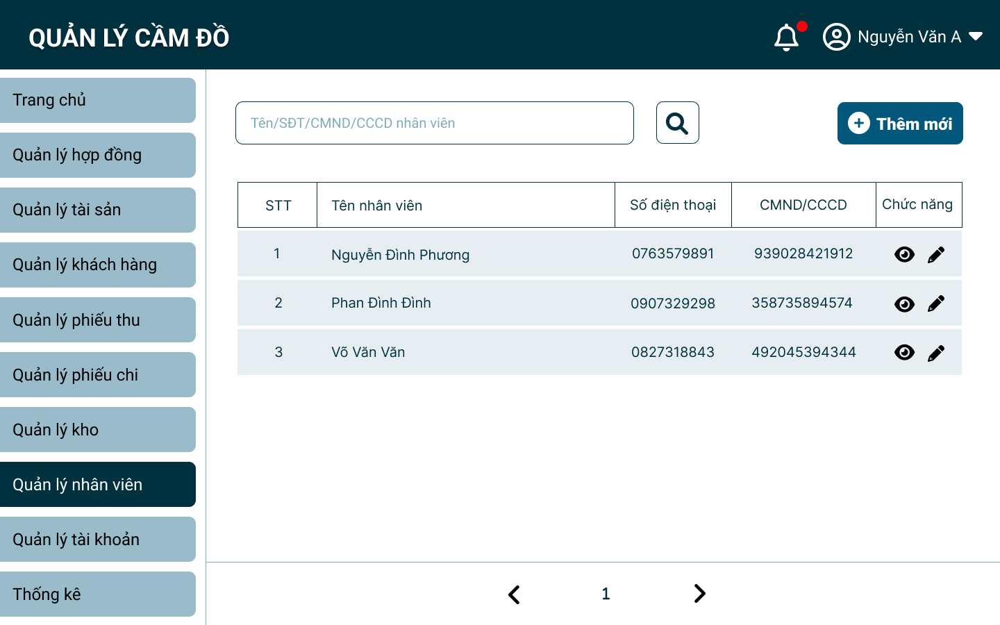 QUẢN LÝ CẦM ĐỒ
Nguyễn Văn A
Trang chủ
Quản lý hợp đồng
Quản lý tài sản
Quản lý khách hàng
Quản lý phiếu thu
Quản lý phiếu chi
Quản lý kho
Quản lý nhân viên
Quản lý tài khoản
Thống kê
Tên/SĐT/CMND/CCCD nhân viên
Thêm mới
STT Tên nhân viên Số điện thoại CMND/CCCD Chức năng
1 Nguyễn Đình Phương 0763579891 939028421912
2 Phan Đình Đình 0907329298 358735894574
3 Võ Văn Văn 0827318843 492045394344
1